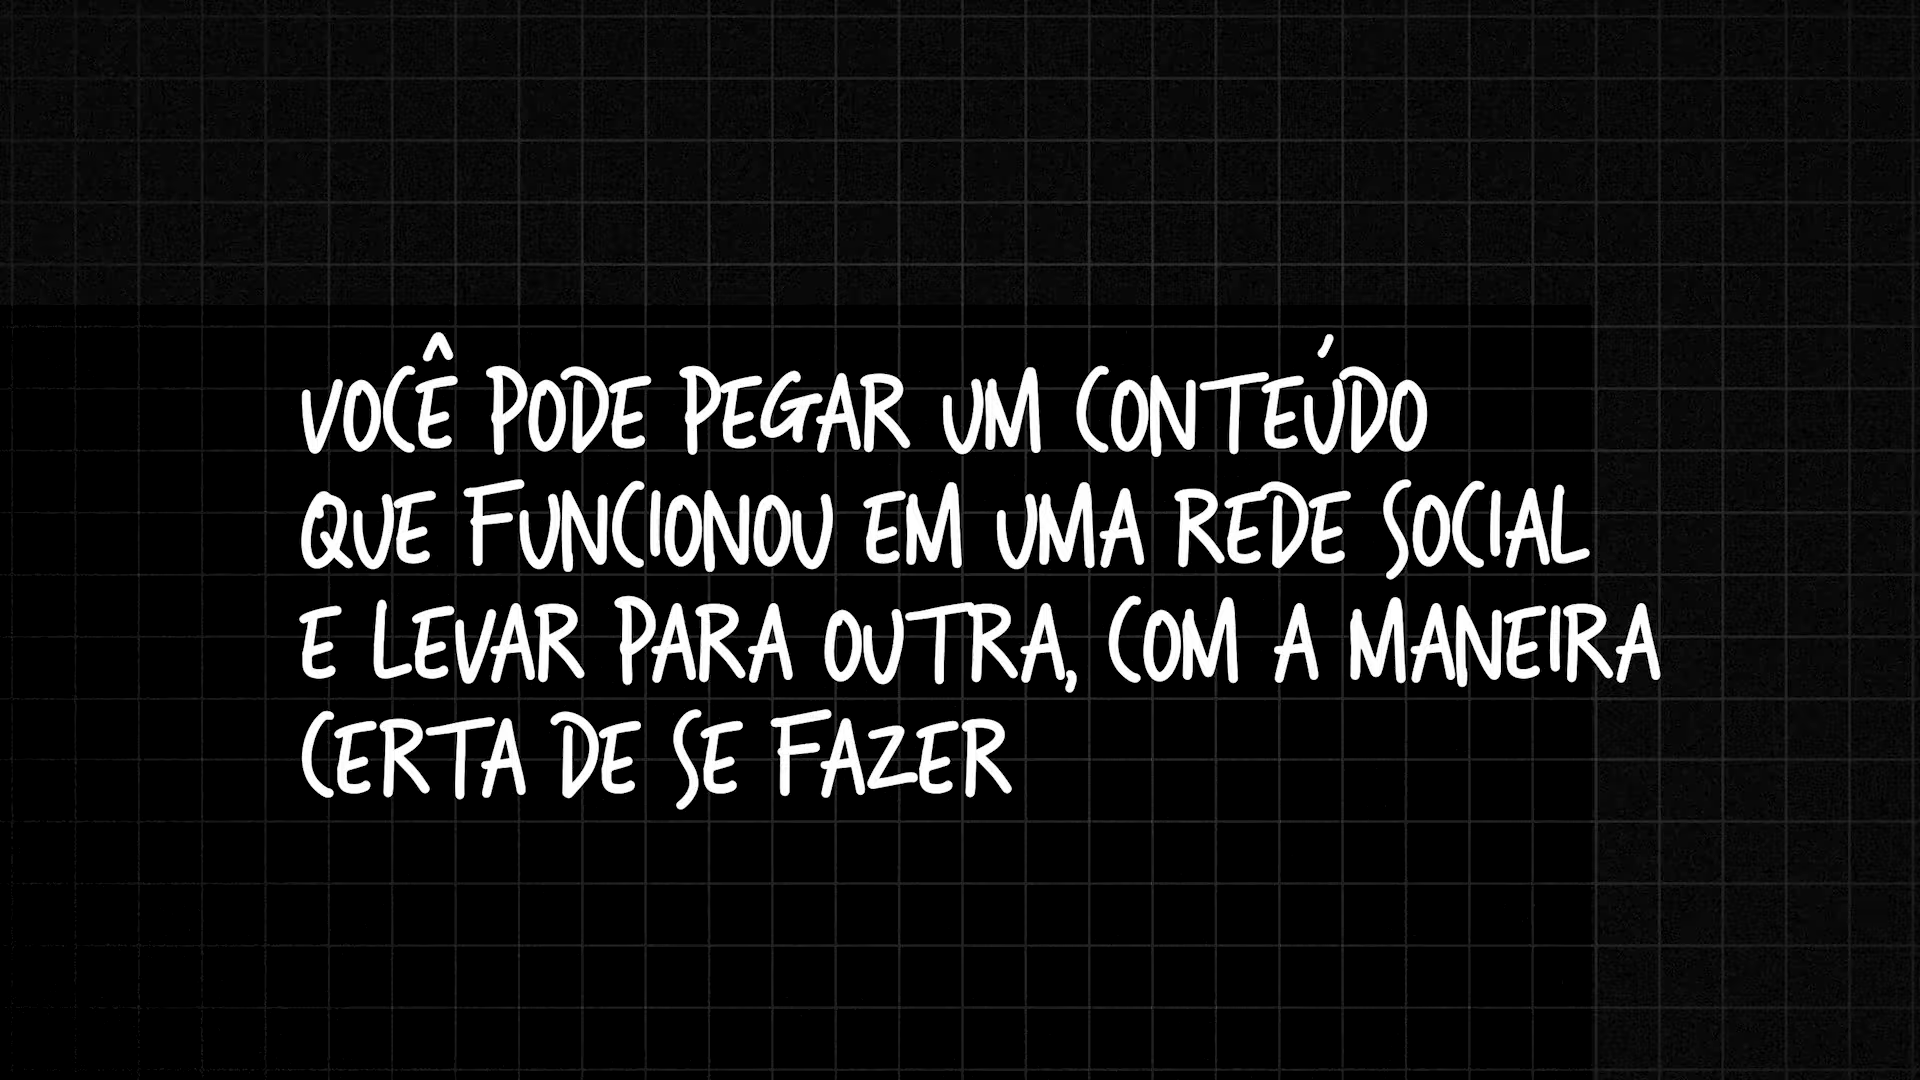 VOCÊ PODE PEGAR UM CONTEÚDO
QUE FUNCIONOU EM UMA REDE SOCIAL
E LEVAR PARA OUTRA, COM A MANEIRA
CERTA DE SE FAZER